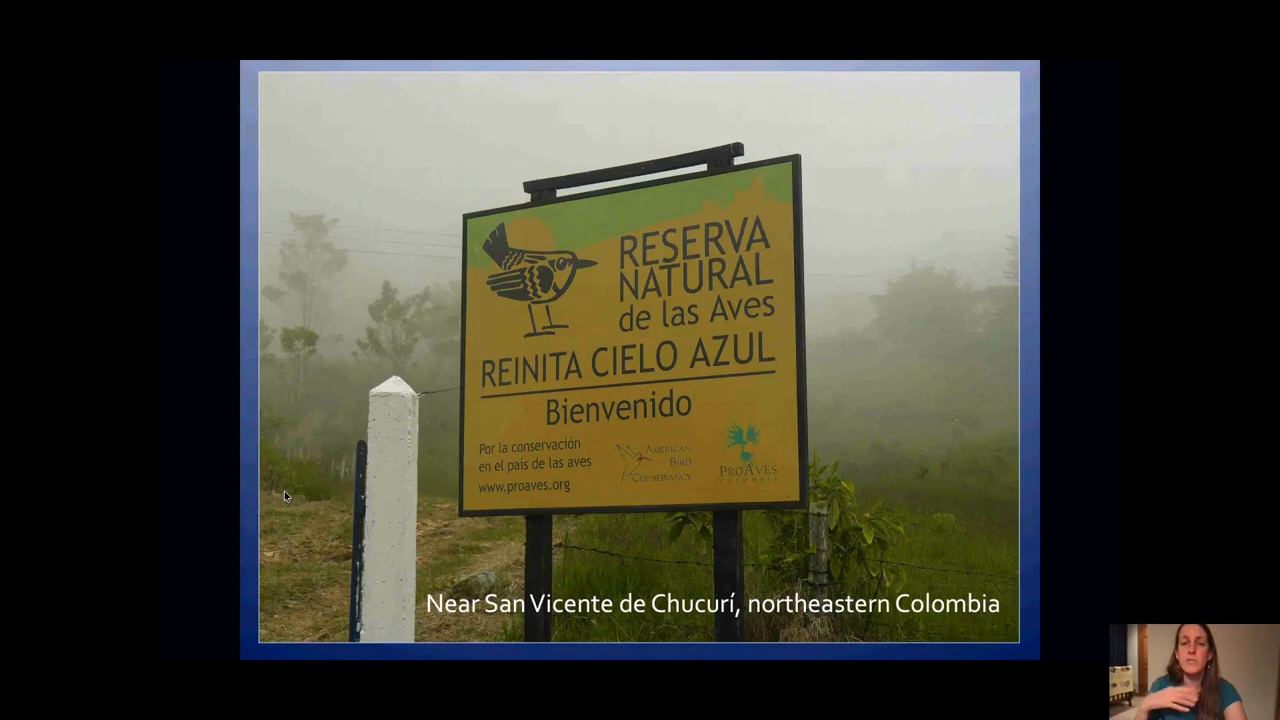 RESERVA
NATURAL
de las Aves
REINITA CIELO AZUL
Bienvenido
Por la conservación
en el país de las aves
www.proaves.org
AMERICAN
BIRD
CONSERVANCY
PROAVES
COLOMBIA
Near San Vicente de Chucurí, northeastern Colombia